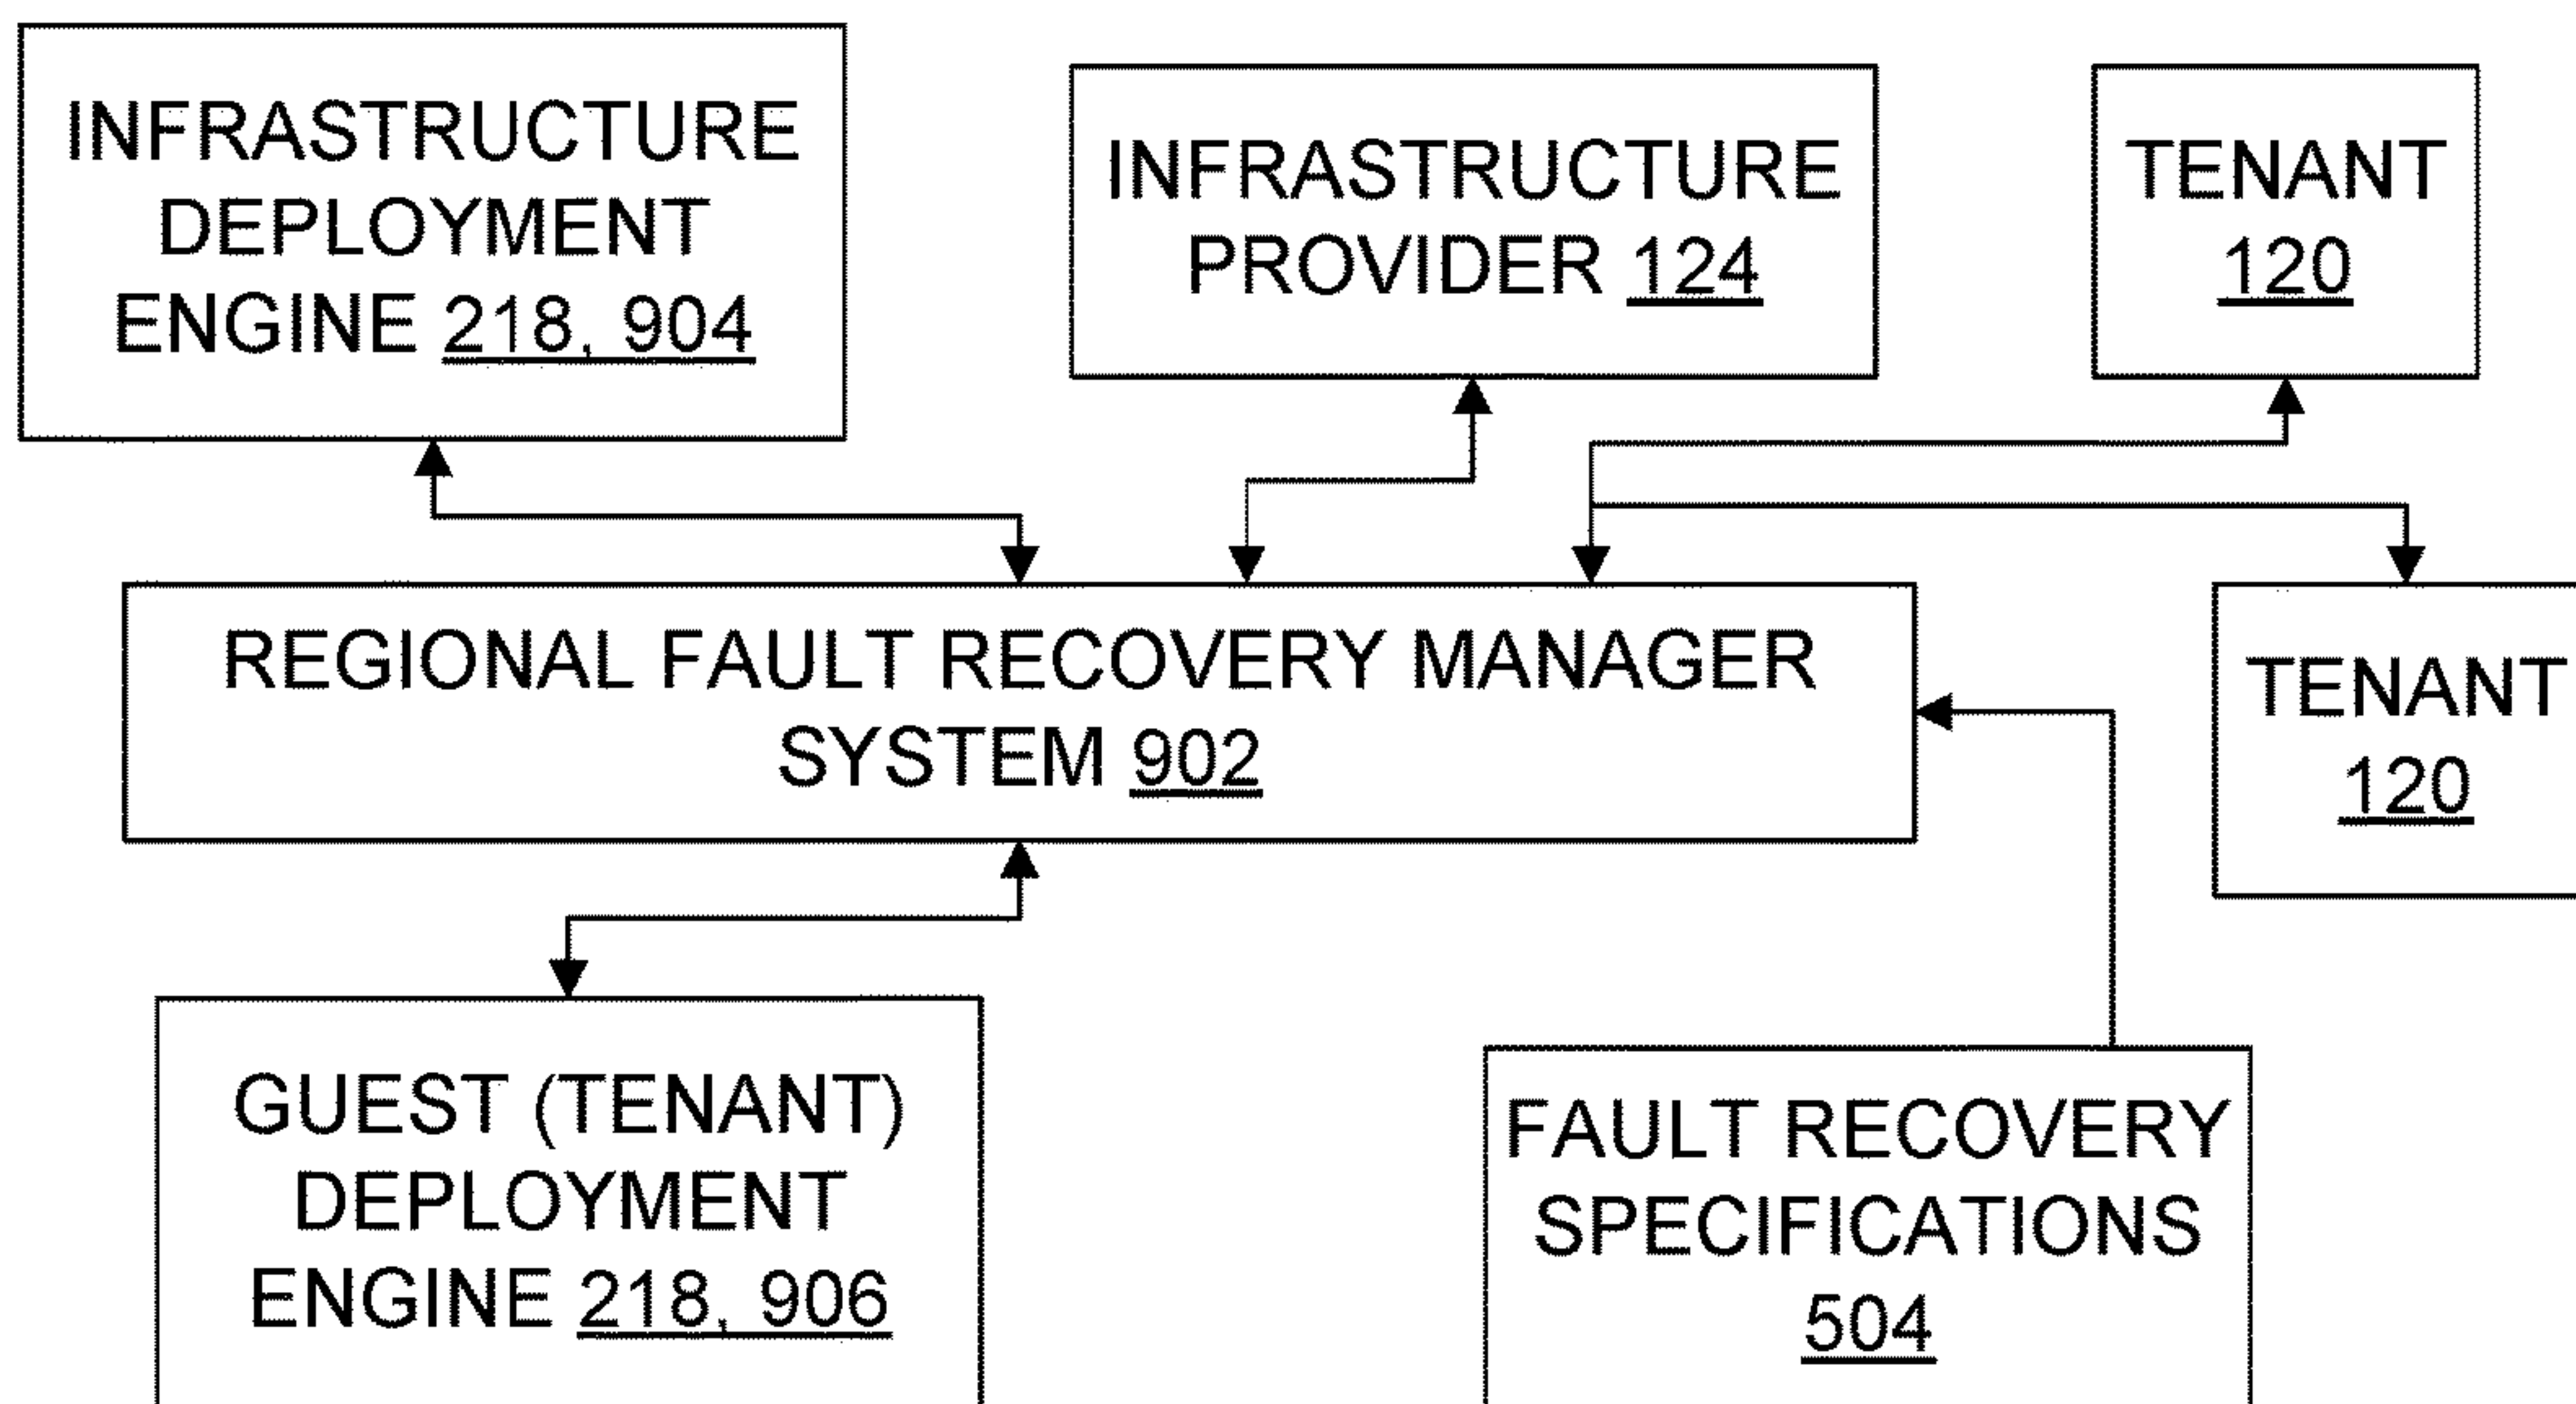 INFRASTRUCTURE
DEPLOYMENT
ENGINE 218, 904
INFRASTRUCTURE
PROVIDER 124
TENANT
120
REGIONAL FAULT RECOVERY MANAGER
SYSTEM 902
TENANT
120
GUEST (TENANT)
DEPLOYMENT
ENGINE 218, 906
FAULT RECOVERY
SPECIFICATIONS
504